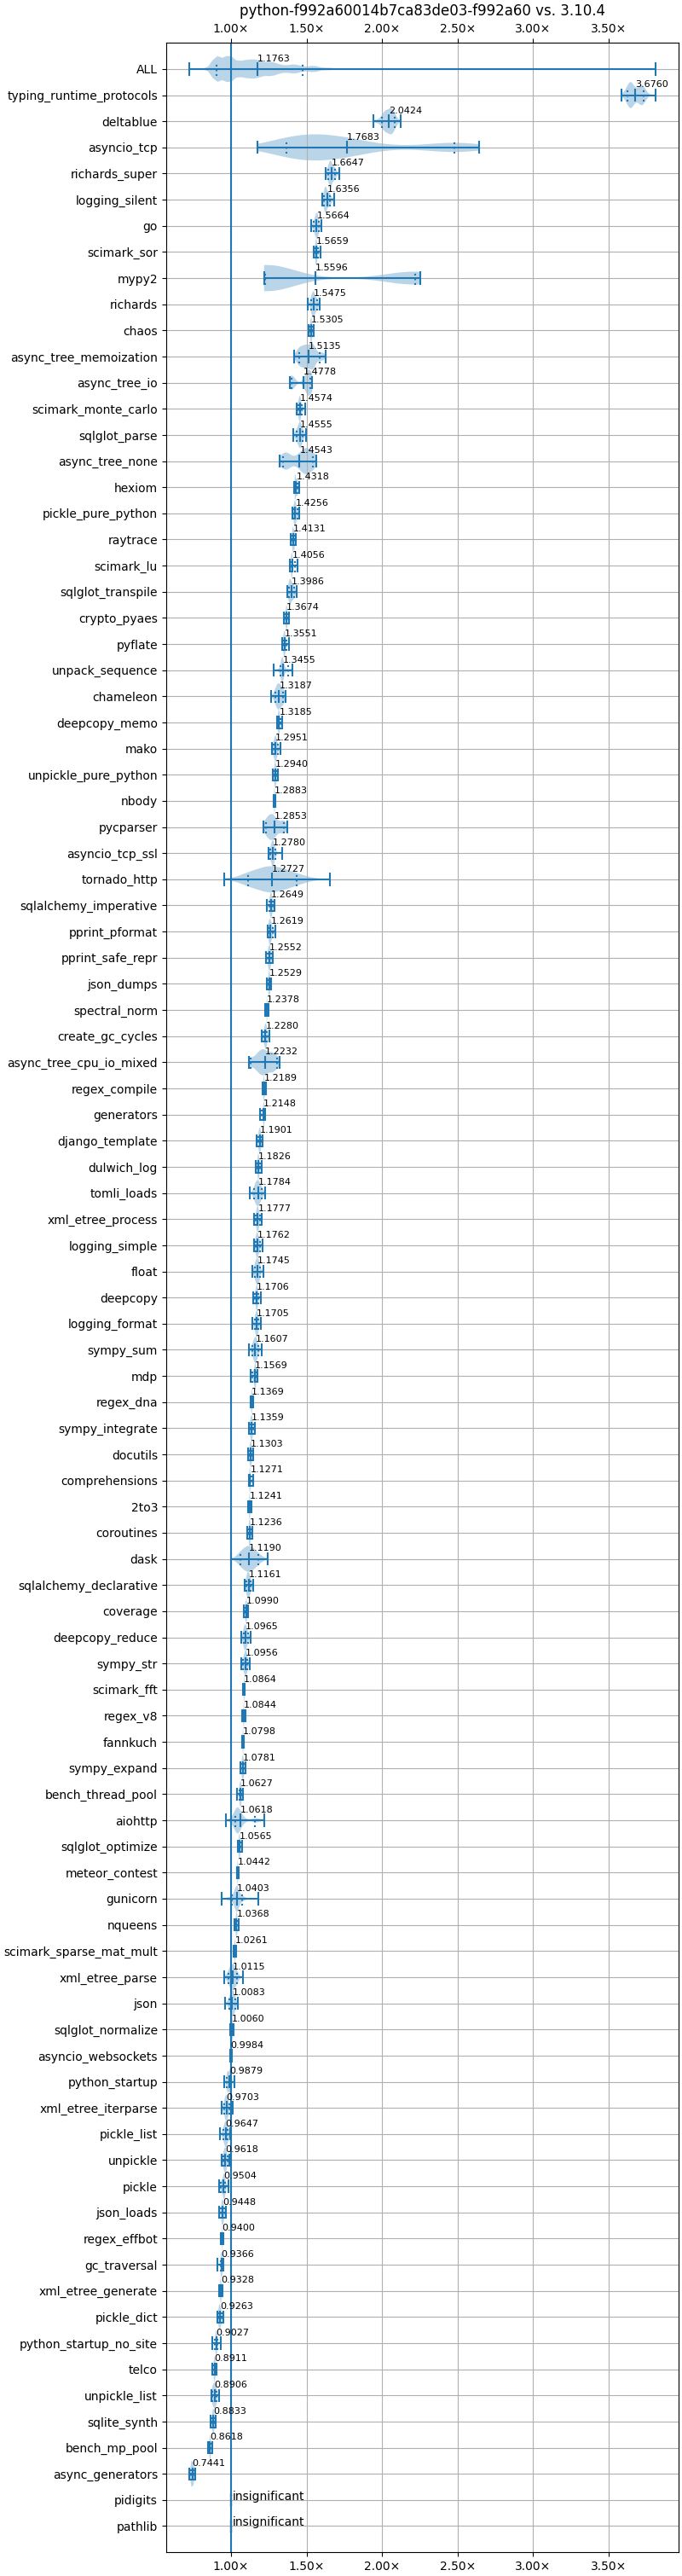 python-f992a60014b7ca83de03-f992a60 vs. 3.10.4
1.00× 1.50× 2.00× 2.50× 3.00× 3.50×
ALL 1.1763
typing_runtime_protocols 3.6760
deltablue 2.0424
asyncio_tcp 1.7683
richards_super 1.6647
logging_silent 1.6356
go 1.5664
scimark_sor 1.5659
mypy2 1.5596
richards 1.5475
chaos 1.5305
async_tree_memoization 1.5135
async_tree_io 1.4778
scimark_monte_carlo 1.4574
sqlglot_parse 1.4555
async_tree_none 1.4543
hexiom 1.4318
pickle_pure_python 1.4256
raytrace 1.4131
scimark_lu 1.4056
sqlglot_transpile 1.3986
crypto_pyaes 1.3674
pyflate 1.3551
unpack_sequence 1.3455
chameleon 1.3187
deepcopy_memo 1.3185
mako 1.2951
unpickle_pure_python 1.2940
nbody 1.2883
pycparser 1.2853
asyncio_tcp_ssl 1.2780
tornado_http 1.2727
sqlalchemy_imperative 1.2649
pprint_pformat 1.2619
pprint_safe_repr 1.2552
json_dumps 1.2529
spectral_norm 1.2378
create_gc_cycles 1.2280
async_tree_cpu_io_mixed 1.2232
regex_compile 1.2189
generators 1.2148
django_template 1.1901
dulwich_log 1.1826
tomli_loads 1.1784
xml_etree_process 1.1777
logging_simple 1.1762
float 1.1745
deepcopy 1.1706
logging_format 1.1705
sympy_sum 1.1607
mdp 1.1569
regex_dna 1.1369
sympy_integrate 1.1359
docutils 1.1303
comprehensions 1.1271
2to3 1.1241
coroutines 1.1236
dask 1.1190
sqlalchemy_declarative 1.1161
coverage 1.0990
deepcopy_reduce 1.0965
sympy_str 1.0956
scimark_fft 1.0864
regex_v8 1.0844
fannkuch 1.0798
sympy_expand 1.0781
bench_thread_pool 1.0627
aiohttp 1.0618
sqlglot_optimize 1.0565
meteor_contest 1.0442
gunicorn 1.0403
nqueens 1.0368
scimark_sparse_mat_mult 1.0261
xml_etree_parse 1.0115
json 1.0083
sqlglot_normalize 1.0060
asyncio_websockets 0.9984
python_startup 0.9879
xml_etree_iterparse 0.9703
pickle_list 0.9647
unpickle 0.9618
pickle 0.9504
json_loads 0.9448
regex_effbot 0.9400
gc_traversal 0.9366
xml_etree_generate 0.9328
pickle_dict 0.9263
python_startup_no_site 0.9027
telco 0.8911
unpickle_list 0.8906
sqlite_synth 0.8833
bench_mp_pool 0.8618
async_generators 0.7441
pidigits insignificant
pathlib insignificant
1.00× 1.50× 2.00× 2.50× 3.00× 3.50×